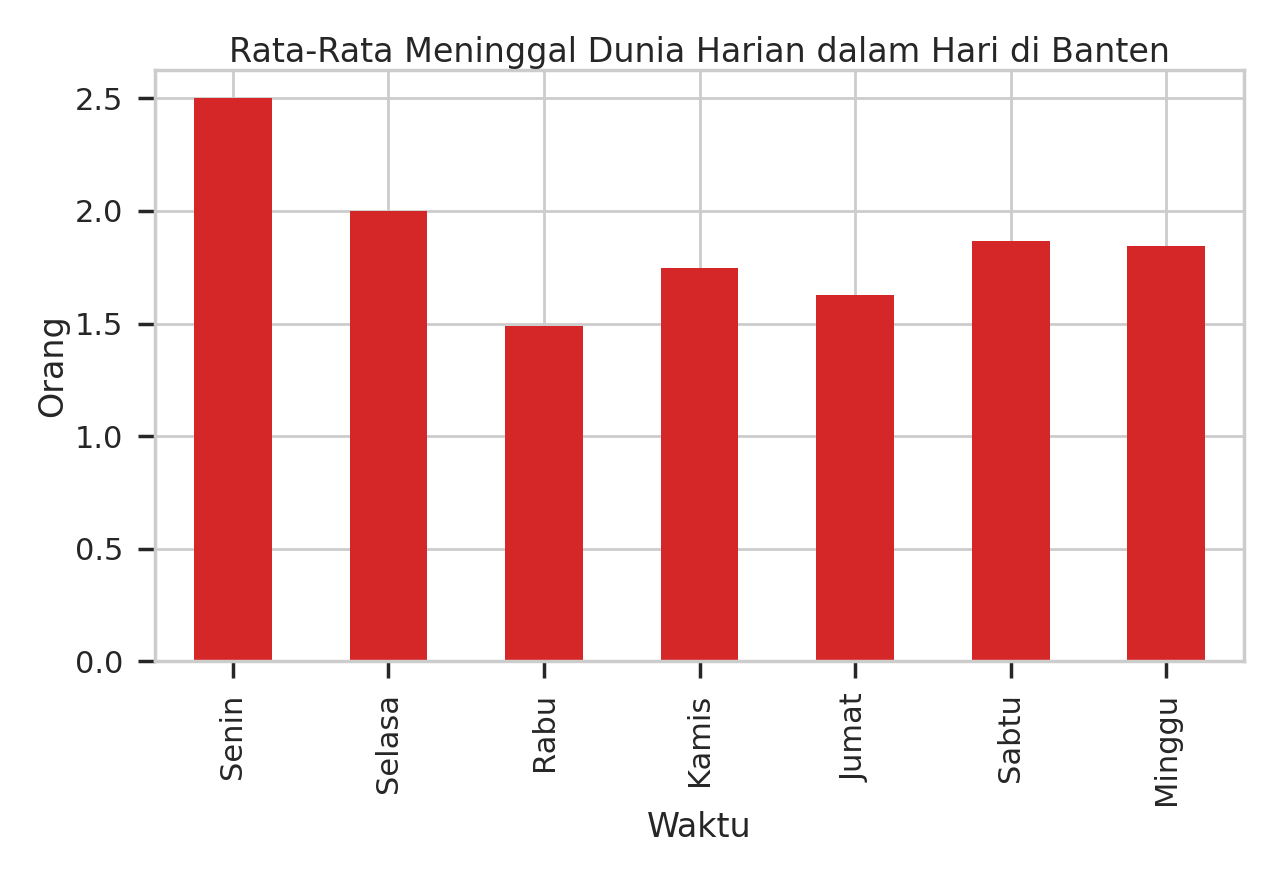 Rata-Rata Meninggal Dunia Harian dalam Hari di Banten
2.5
2.0
1.5
1.0
0.5
0.0
Orang
Senin
Selasa
Rabu
Kamis
Jumat
Sabtu
Minggu
Waktu